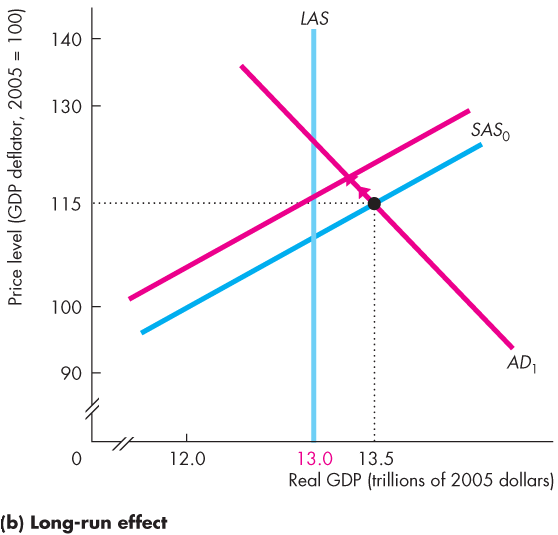 Price level (GDP deflator, 2005 = 100)
140
130
115
100
90
0
LAS
SAS0
AD1
12.0
13.0
13.5
Real GDP (trillions of 2005 dollars)
(b) Long-run effect